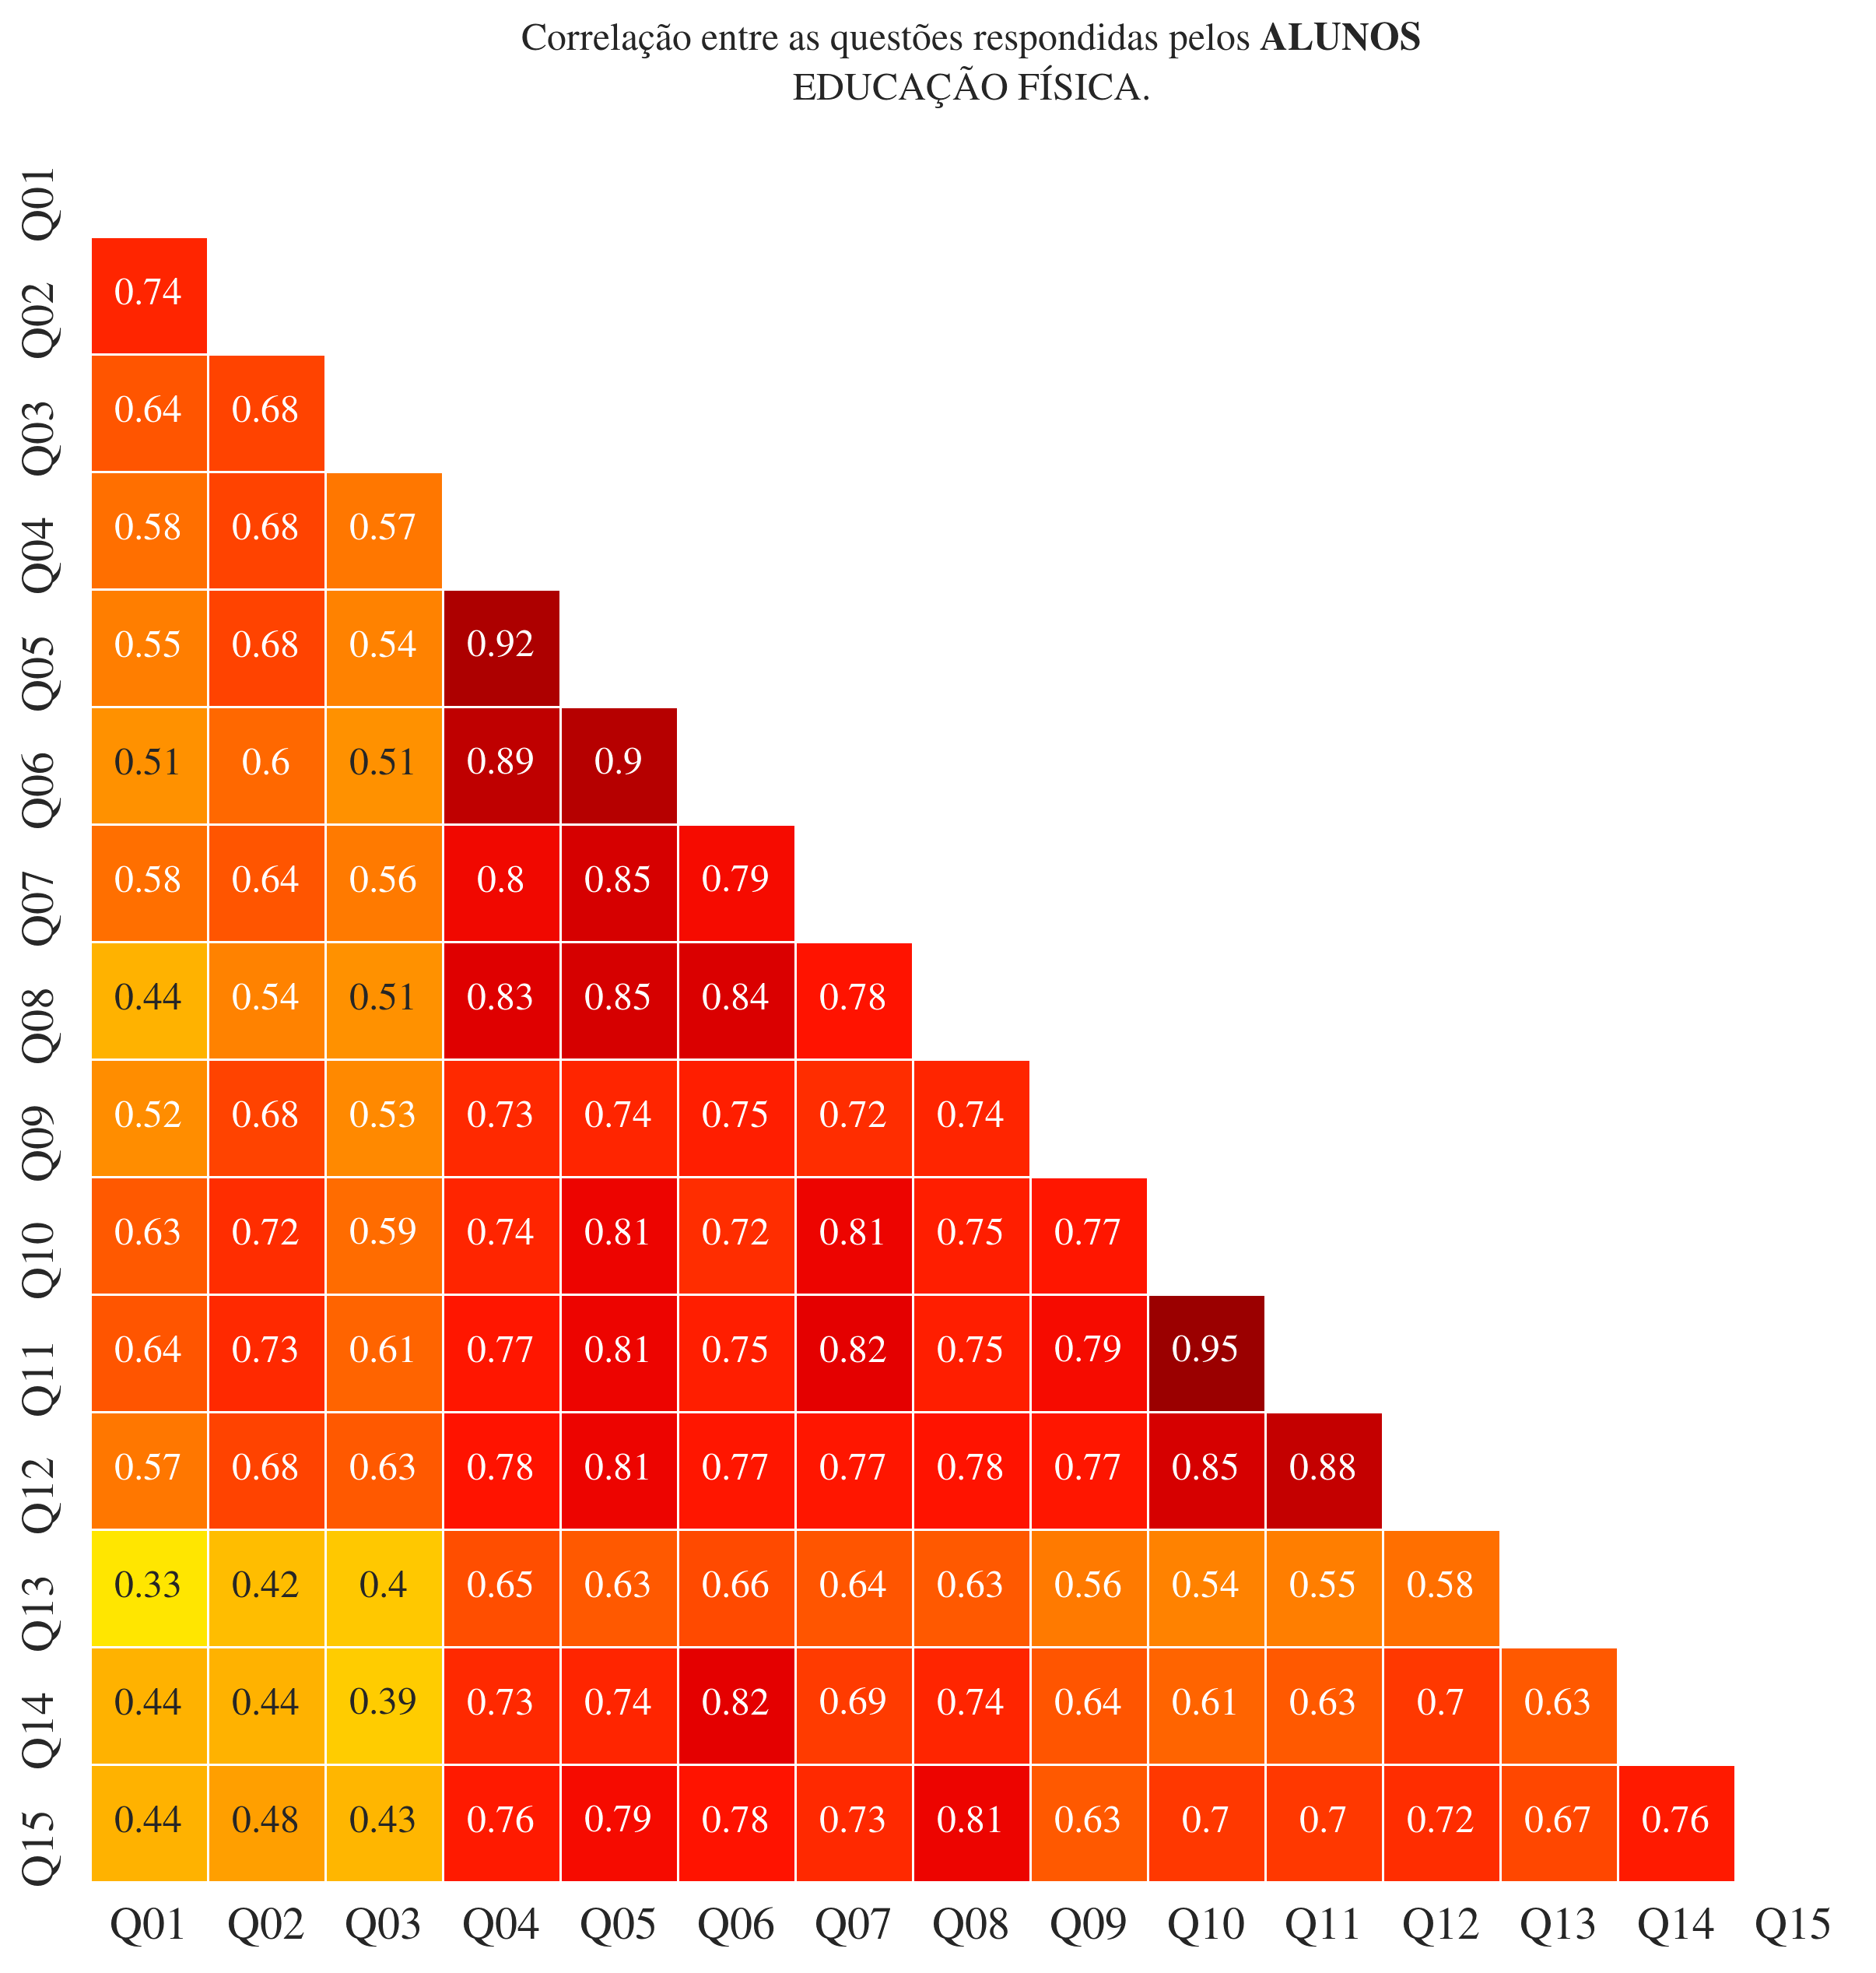 Correlação entre as questões respondidas pelos ALUNOS
EDUCAÇÃO FÍSICA.
Q01
Q02 0.74
Q03 0.64 0.68
Q04 0.58 0.68 0.57
Q05 0.55 0.68 0.54 0.92
Q06 0.51 0.6 0.51 0.89 0.9
Q07 0.58 0.64 0.56 0.8 0.85 0.79
Q08 0.44 0.54 0.51 0.83 0.85 0.84 0.78
Q09 0.52 0.68 0.53 0.73 0.74 0.75 0.72 0.74
Q10 0.63 0.72 0.59 0.74 0.81 0.72 0.81 0.75 0.77
Q11 0.64 0.73 0.61 0.77 0.81 0.75 0.82 0.75 0.79 0.95
Q12 0.57 0.68 0.63 0.78 0.81 0.77 0.77 0.78 0.77 0.85 0.88
Q13 0.33 0.42 0.4 0.65 0.63 0.66 0.64 0.63 0.56 0.54 0.55 0.58
Q14 0.44 0.44 0.39 0.73 0.74 0.82 0.69 0.74 0.64 0.61 0.63 0.7 0.63
Q15 0.44 0.48 0.43 0.76 0.79 0.78 0.73 0.81 0.63 0.7 0.7 0.72 0.67 0.76
Q01 Q02 Q03 Q04 Q05 Q06 Q07 Q08 Q09 Q10 Q11 Q12 Q13 Q14 Q15